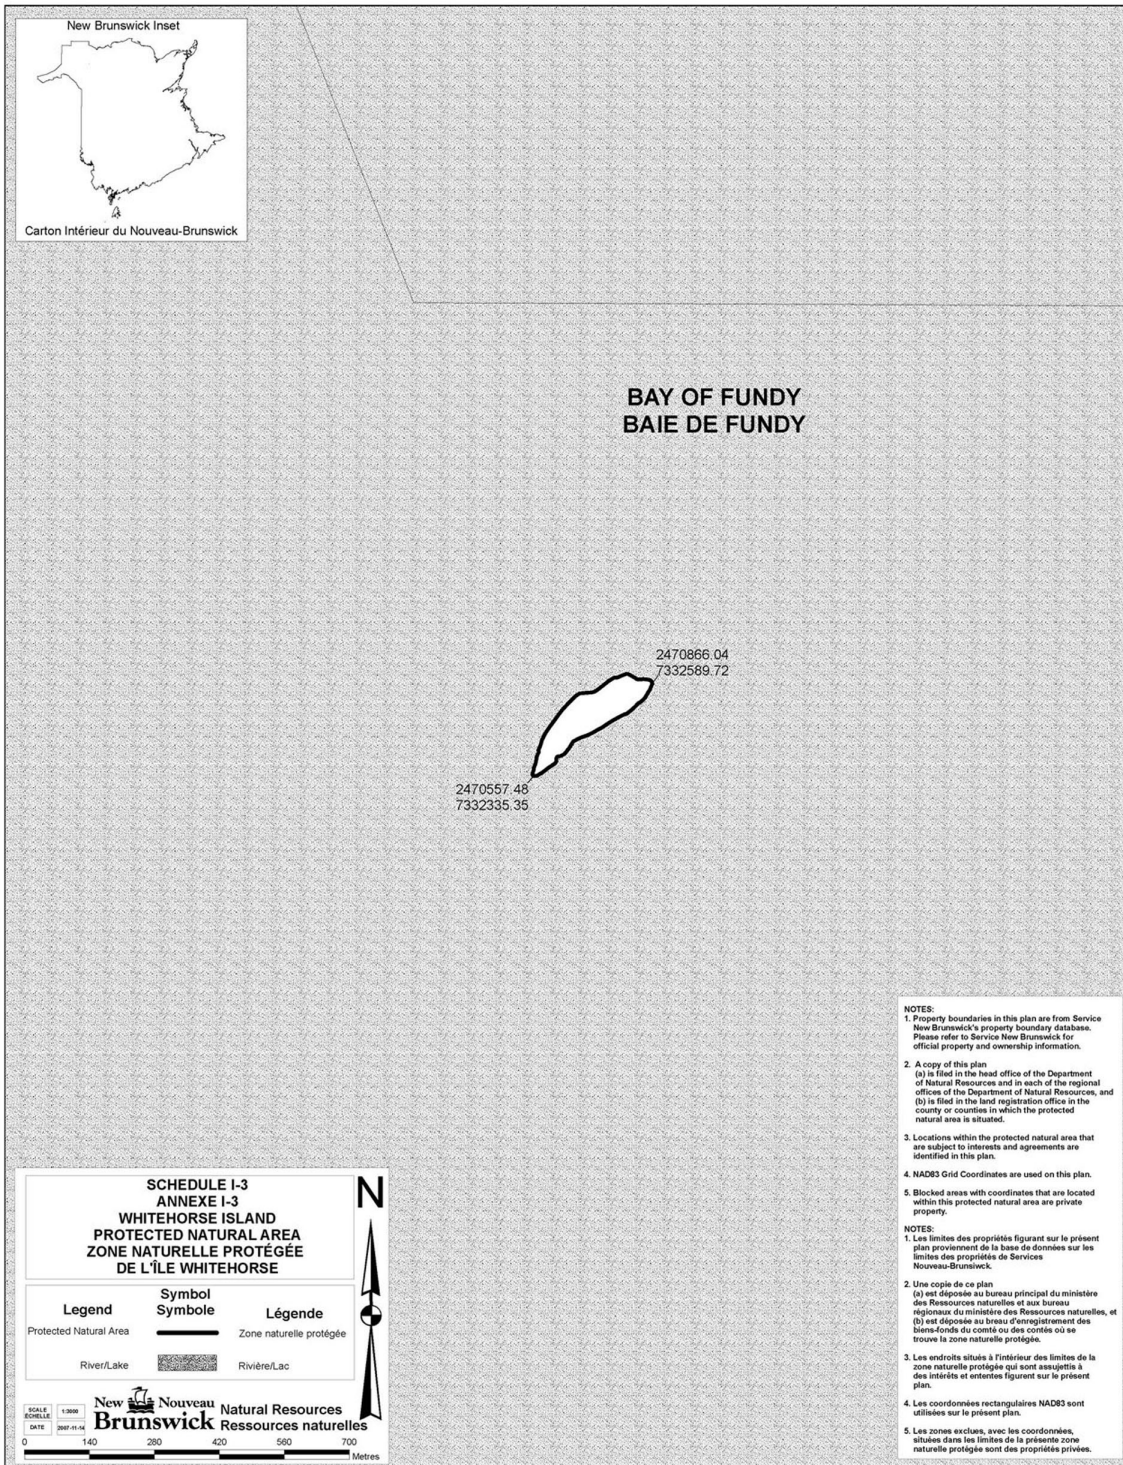 New Brunswick Inset
Carton Intérieur du Nouveau-Brunswick
BAY OF FUNDY
BAIE DE FUNDY
2470866.04
7332589.72
2470557.48
7332335.35
NOTES:
1. Property boundaries in this plan are from Service
New Brunswick's property boundary database.
Please refer to Service New Brunswick for
official property and ownership information.
2. A copy of this plan
(a) is filed in the head office of the Department
of Natural Resources and in each of the regional
offices of the Department of Natural Resources, and
(b) is filed in the land registration office in the
county or counties in which the protected
natural area is situated.
3. Locations within the protected natural area that
are subject to interests and agreements are
identified in this plan.
4. NAD83 Grid Coordinates are used on this plan.
5. Blocked areas with coordinates that are located
within this protected natural area are private
property.
NOTES:
1. Les limites des propriétés figurant sur le présent
plan proviennent de la base de données sur les
limites des propriétés de Services
Nouveau-Brunsiwck.
2. Une copie de ce plan
(a) est déposée au bureau principal du ministère
des Ressources naturelles et aux bureau
régionaux du ministère des Ressources naturelles, et
(b) est déposée au breau d'enregistrement des
biens-fonds du comté ou des contés où se
trouve la zone naturelle protégée.
3. Les endroits situés à l'intérieur des limites de la
zone naturelle protégée qui sont assujettis à
des intérêts et ententes figurent sur le présent
plan.
4. Les coordonnées rectangulaires NAD83 sont
utilisées sur le présent plan.
5. Les zones exclues, avec les coordonnées,
situées dans les limites de la présente zone
naturelle protégée sont des propriétés privées.
SCHEDULE I-3
ANNEXE I-3
WHITEHORSE ISLAND
PROTECTED NATURAL AREA
ZONE NATURELLE PROTÉGÉE
DE L'ÎLE WHITEHORSE
N
Legend Symbol Symbole Légende
Protected Natural Area Zone naturelle protégée
River/Lake Rivière/Lac
SCALE ÉCHELLE 1:3000
DATE 2007-11-14
New Nouveau
Brunswick
Natural Resources
Ressources naturelles
0 140 280 420 560 700
Metres